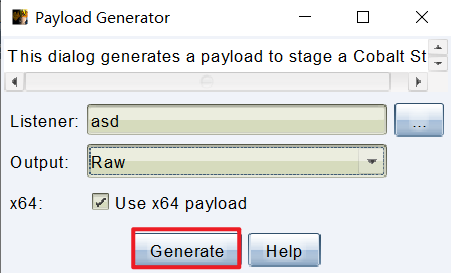 Payload Generator
This dialog generates a payload to stage a Cobalt St
Listener: asd ...
Output: Raw
x64: Use x64 payload
Generate Help